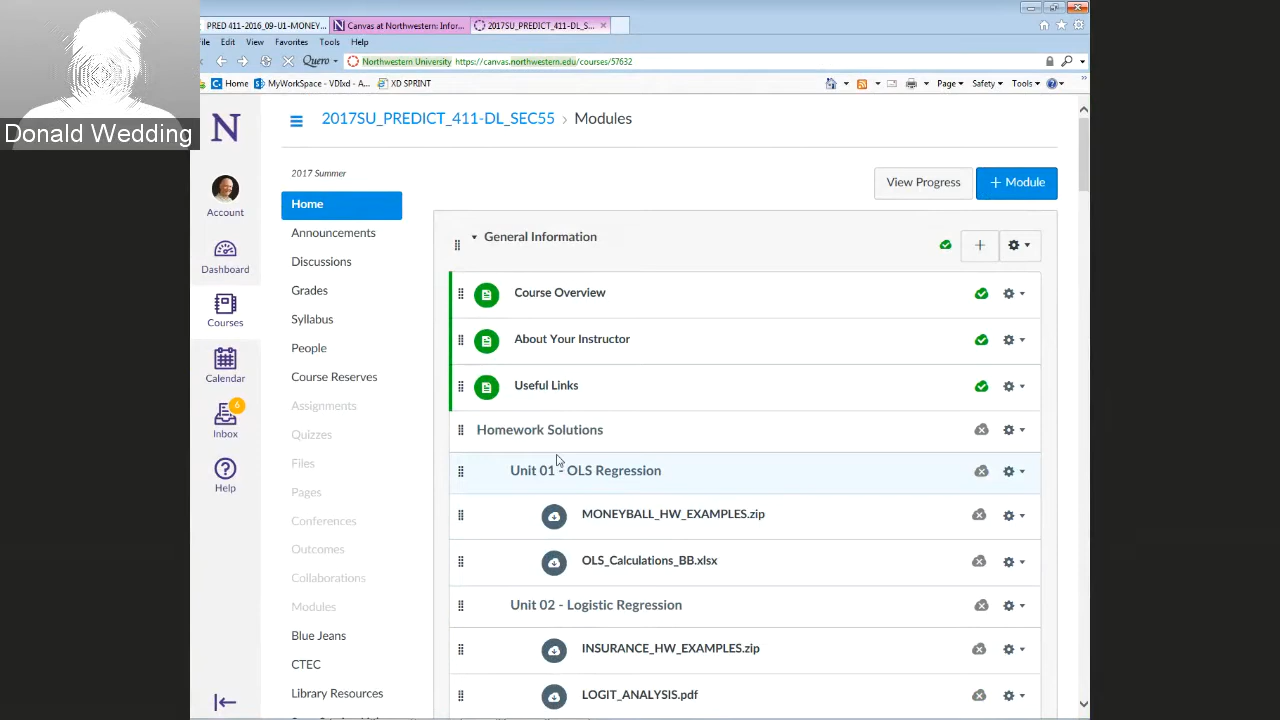 Donald Wedding
PRED 411-2016_09-U1-MONEY...
Canvas at Northwestern: Infor...
2017SU_PREDICT_411-DL_S...
Edit View Favorites Tools Help
Quero
Northwestern University https://canvas.northwestern.edu/courses/57632
Home MyWorkSpace - VDIxd - A... XD SPRINT
Page Safety Tools
N
Account
Dashboard
Courses
Calendar
6
Inbox
Help
2017SU_PREDICT_411-DL_SEC55 > Modules
2017 Summer
Home
Announcements
Discussions
Grades
Syllabus
People
Course Reserves
Assignments
Quizzes
Files
Pages
Conferences
Outcomes
Collaborations
Modules
Blue Jeans
CTEC
Library Resources
View Progress
+ Module
General Information
Course Overview
About Your Instructor
Useful Links
Homework Solutions
Unit 01 - OLS Regression
MONEYBALL_HW_EXAMPLES.zip
OLS_Calculations_BB.xlsx
Unit 02 - Logistic Regression
INSURANCE_HW_EXAMPLES.zip
LOGIT_ANALYSIS.pdf